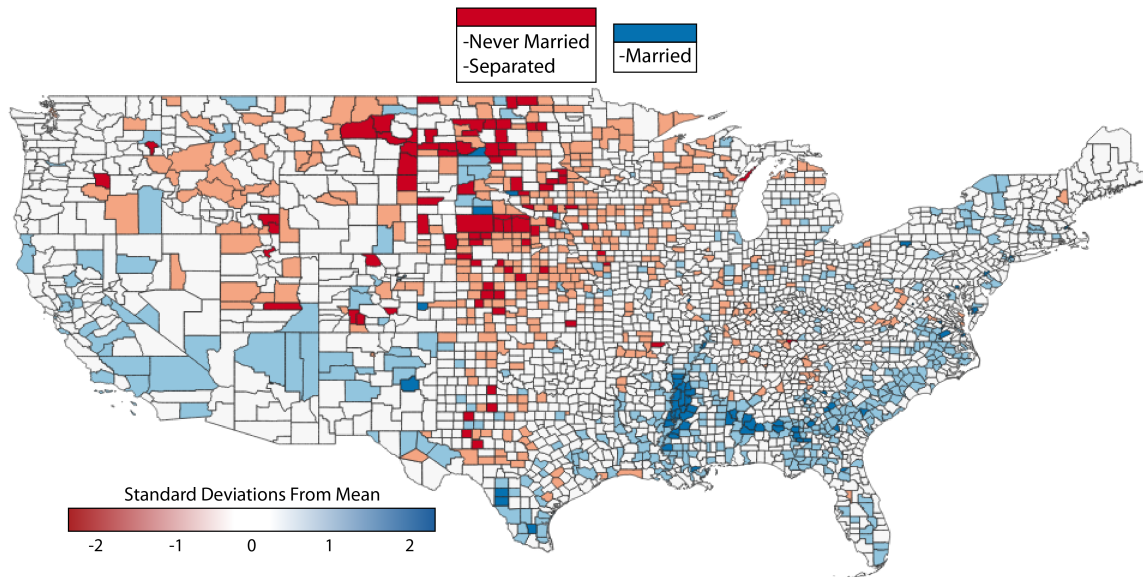 -Never Married
-Separated
-Married
Standard Deviations From Mean
-2 -1 0 1 2